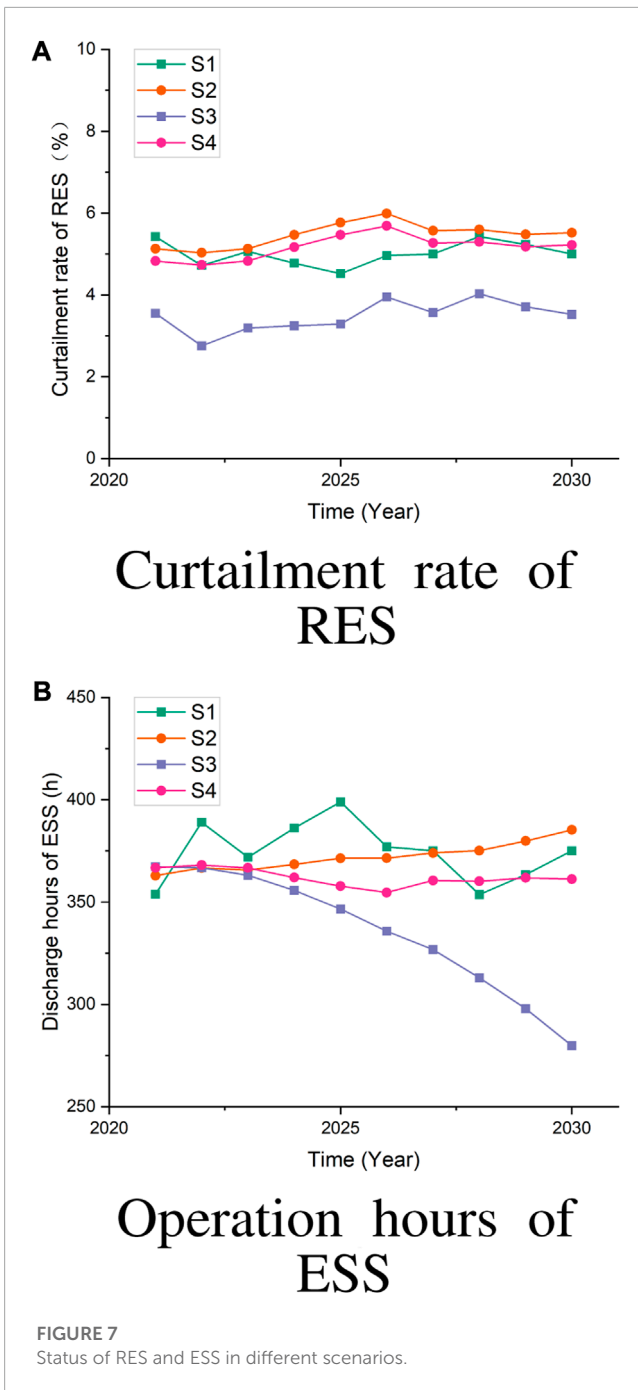 A
S1
S2
S3
S4
10
8
6
4
2
0
Curtailment rate of RES（%）
2020
2025
2030
Time (Year)
Curtailment rate of
RES
B
S1
S2
S3
S4
450
400
350
300
250
Discharge hours of ESS (h)
2020
2025
2030
Time (Year)
Operation hours of
ESS
FIGURE 7
Status of RES and ESS in different scenarios.